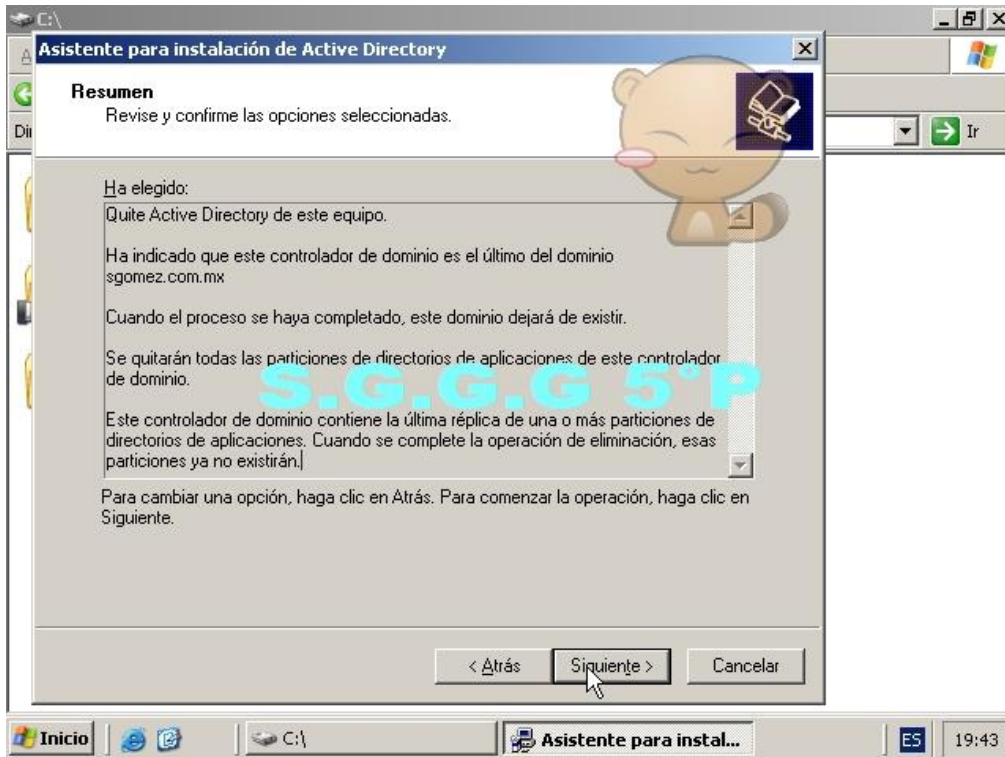 C:\
Asistente para instalación de Active Directory
Resumen
Revise y confirme las opciones seleccionadas.
Ir
Ha elegido:
Quite Active Directory de este equipo.
Ha indicado que este controlador de dominio es el último del dominio
sgomez.com.mx
Cuando el proceso se haya completado, este dominio dejará de existir.
Se quitarán todas las particiones de directorios de aplicaciones de este controlador
de dominio.
S.G.G.G 5°P
Este controlador de dominio contiene la última réplica de una o más particiones de
directorios de aplicaciones. Cuando se complete la operación de eliminación, esas
particiones ya no existirán.
Para cambiar una opción, haga clic en Atrás. Para comenzar la operación, haga clic en
Siguiente.
< Atrás Siguiente > Cancelar
Inicio C:\ Asistente para instal... ES 19:43